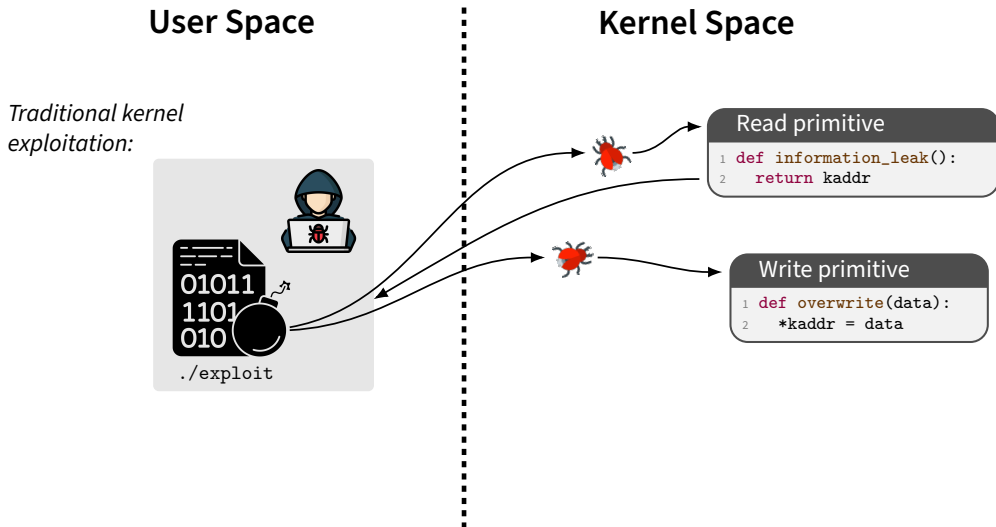 User Space
Kernel Space
Traditional kernel
exploitation:
01011
1101
010
./exploit
Read primitive
1 def information_leak():
2 return kaddr
Write primitive
1 def overwrite(data):
2 *kaddr = data